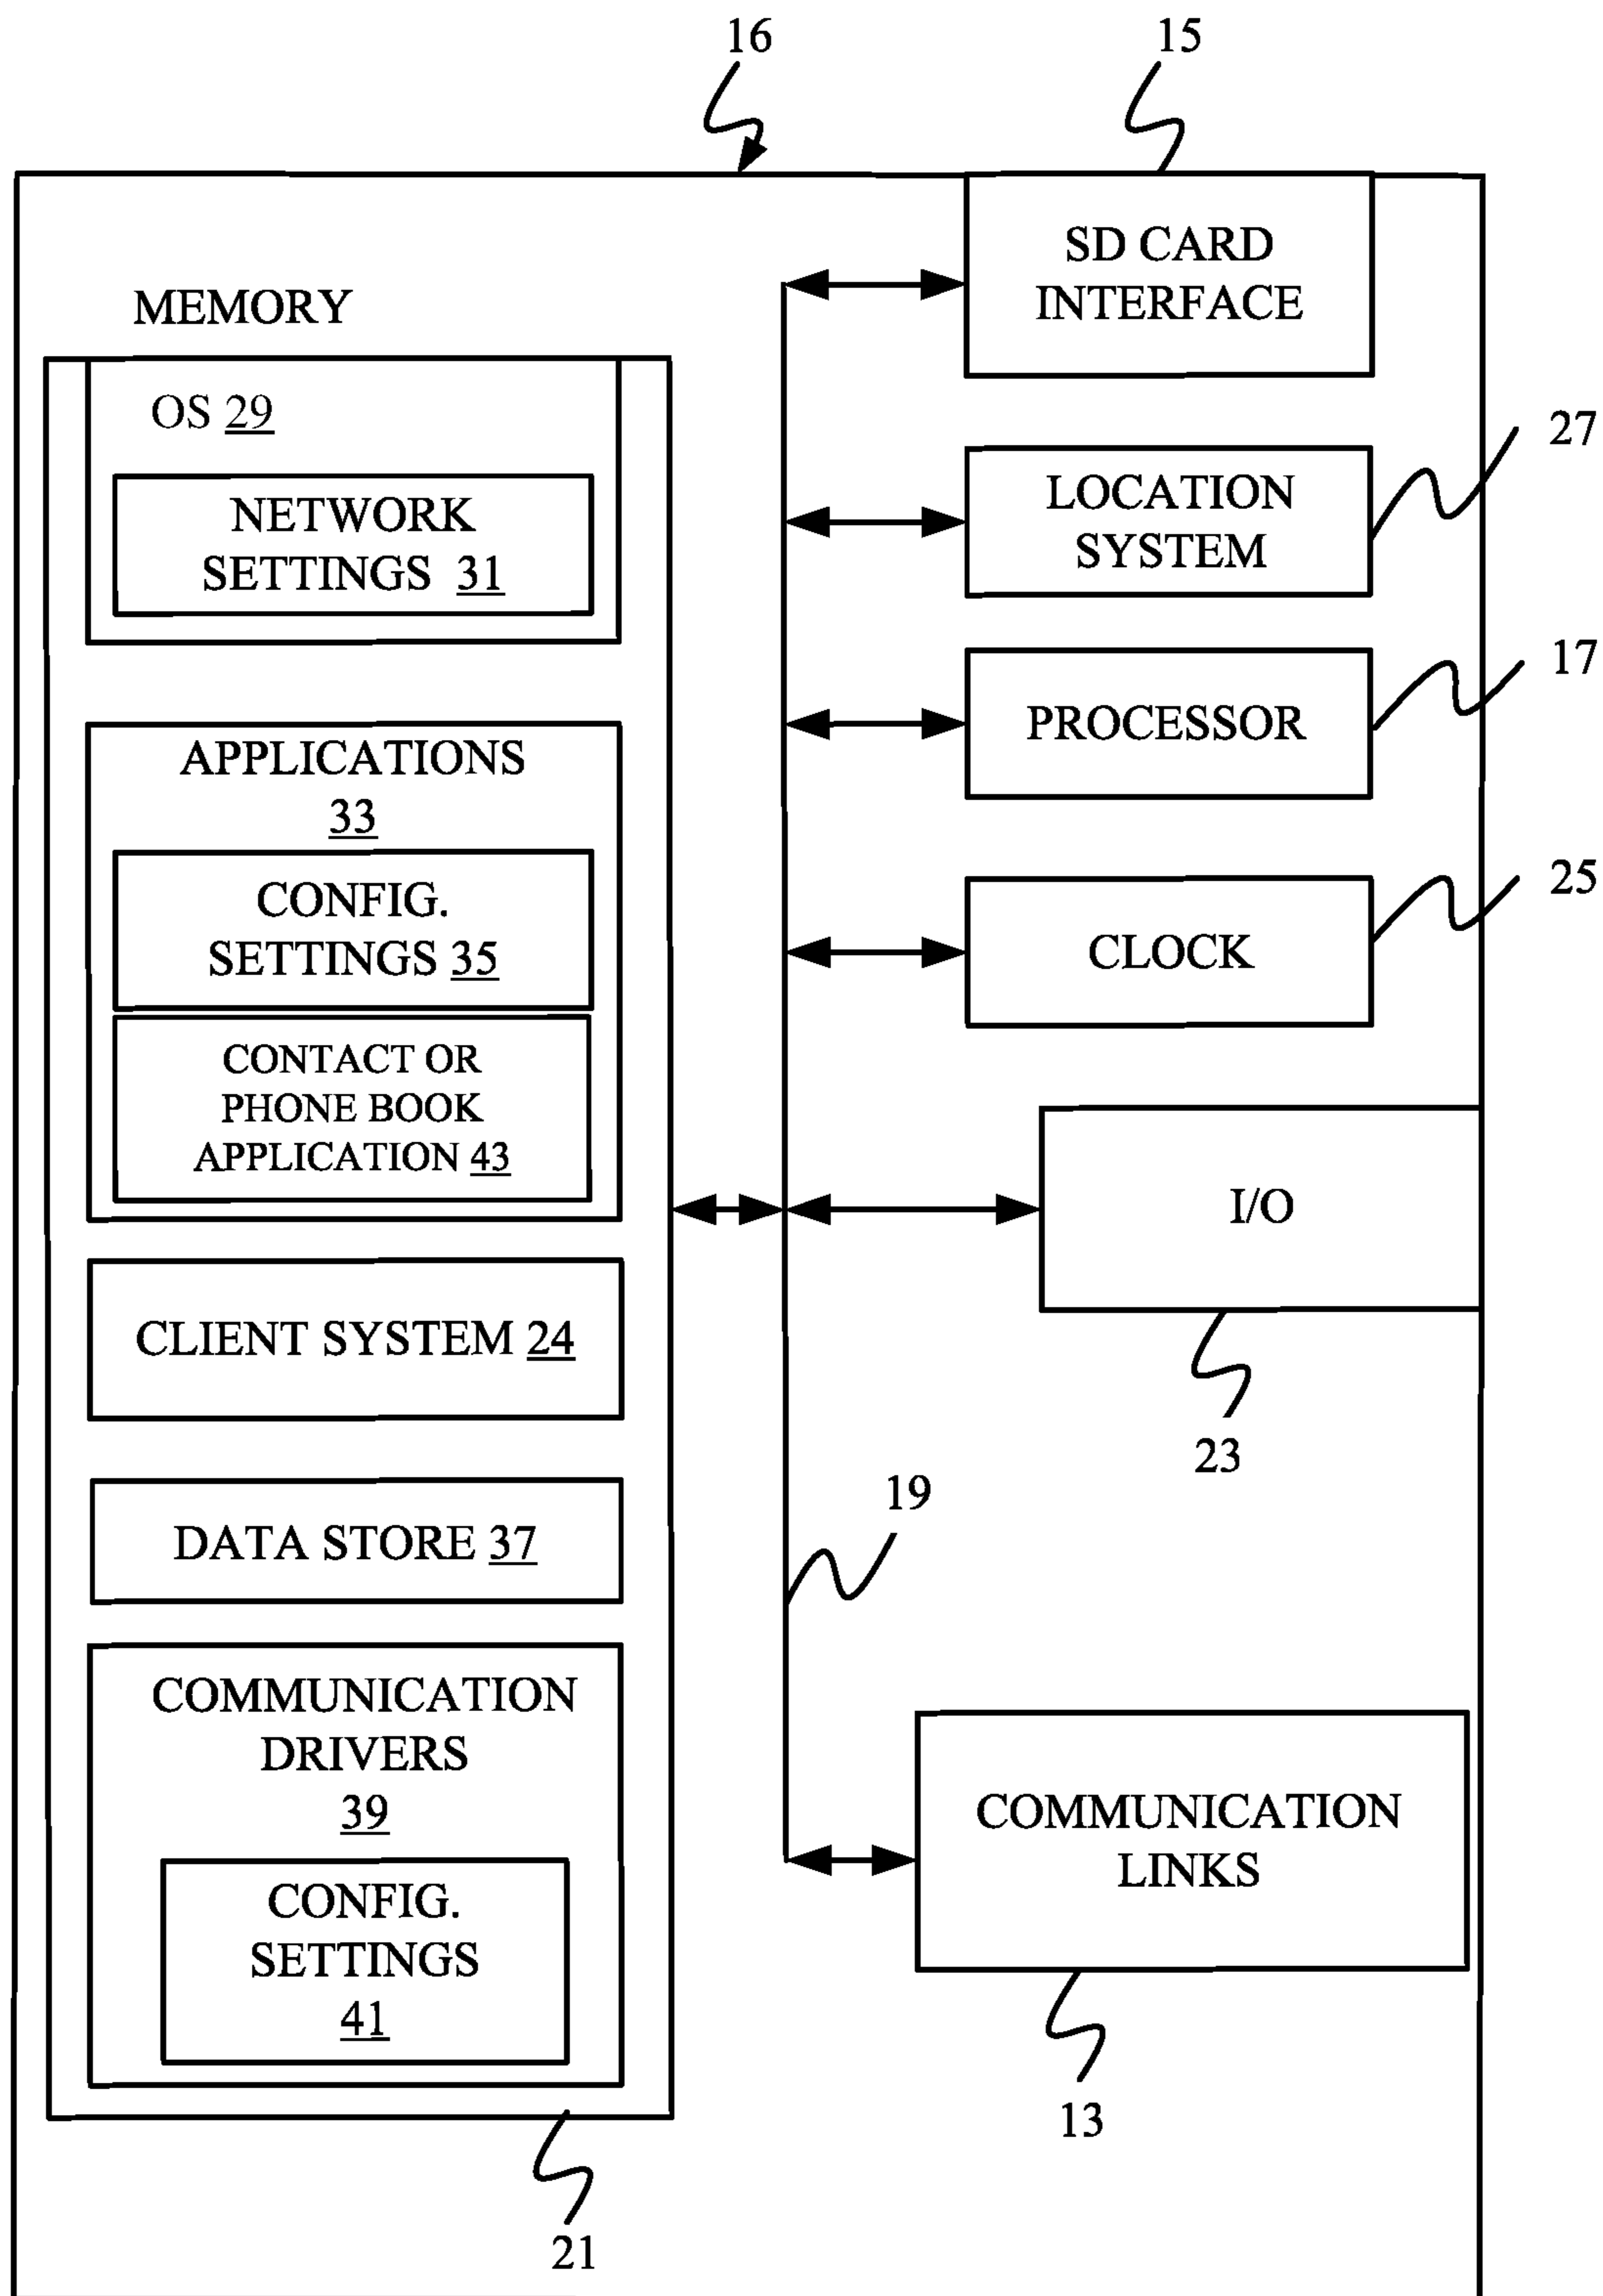 16
15
SD CARD
INTERFACE
MEMORY
OS 29
NETWORK
SETTINGS 31
27
LOCATION
SYSTEM
17
PROCESSOR
APPLICATIONS
33
CONFIG.
SETTINGS 35
25
CLOCK
CONTACT OR
PHONE BOOK
APPLICATION 43
I/O
CLIENT SYSTEM 24
23
19
DATA STORE 37
COMMUNICATION
DRIVERS
39
CONFIG.
SETTINGS
41
COMMUNICATION
LINKS
13
21